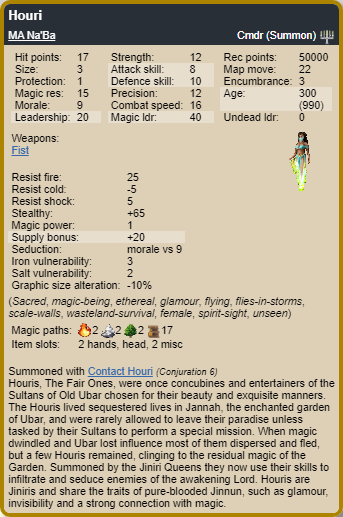 Houri
MA Na'Ba Cmdr (Summon)
Hit points: 17 Strength: 12 Rec points: 50000
Size: 3 Attack skill: 8 Map move: 22
Protection: 1 Defence skill: 10 Encumbrance: 3
Magic res: 15 Precision: 12 Age: 300
Morale: 9 Combat speed: 16 (990)
Leadership: 20 Magic ldr: 40 Undead ldr: 0
Weapons:
Fist
Resist fire: 25
Resist cold: -5
Resist shock: 5
Stealthy: +65
Magic power: 1
Supply bonus: +20
Seduction: morale vs 9
Iron vulnerability: 3
Salt vulnerability: 2
Graphic size alteration: -10%
(Sacred, magic-being, ethereal, glamour, flying, flies-in-storms,
scale-walls, wasteland-survival, female, spirit-sight, unseen)
Magic paths: 2 2 2 17
Item slots: 2 hands, head, 2 misc
Summoned with Contact Houri (Conjuration 6)
Houris, The Fair Ones, were once concubines and entertainers of the
Sultans of Old Ubar chosen for their beauty and exquisite manners.
The Houris lived sequestered lives in Jannah, the enchanted garden
of Ubar, and were rarely allowed to leave their paradise unless
tasked by their Sultans to perform a special mission. When magic
dwindled and Ubar lost influence most of them dispersed and fled,
but a few Houris remained, clinging to the residual magic of the
Garden. Summoned by the Jiniri Queens they now use their skills to
infiltrate and seduce enemies of the awakening Lord. Houris are
Jiniris and share the traits of pure-blooded Jinnun, such as glamour,
invisibility and a strong connection with magic.